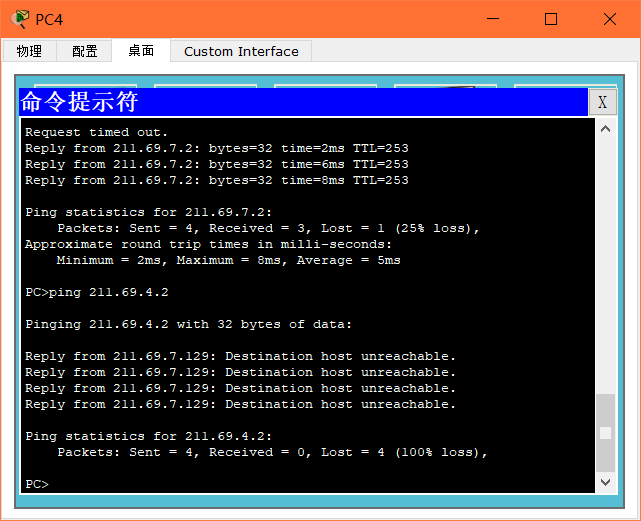 PC4
物理 配置 桌面 Custom Interface
命令提示符 X
Request timed out.
Reply from 211.69.7.2: bytes=32 time=2ms TTL=253
Reply from 211.69.7.2: bytes=32 time=6ms TTL=253
Reply from 211.69.7.2: bytes=32 time=8ms TTL=253
Ping statistics for 211.69.7.2:
Packets: Sent = 4, Received = 3, Lost = 1 (25% loss),
Approximate round trip times in milli-seconds:
Minimum = 2ms, Maximum = 8ms, Average = 5ms
PC>ping 211.69.4.2
Pinging 211.69.4.2 with 32 bytes of data:
Reply from 211.69.7.129: Destination host unreachable.
Reply from 211.69.7.129: Destination host unreachable.
Reply from 211.69.7.129: Destination host unreachable.
Reply from 211.69.7.129: Destination host unreachable.
Ping statistics for 211.69.4.2:
Packets: Sent = 4, Received = 0, Lost = 4 (100% loss),
PC>